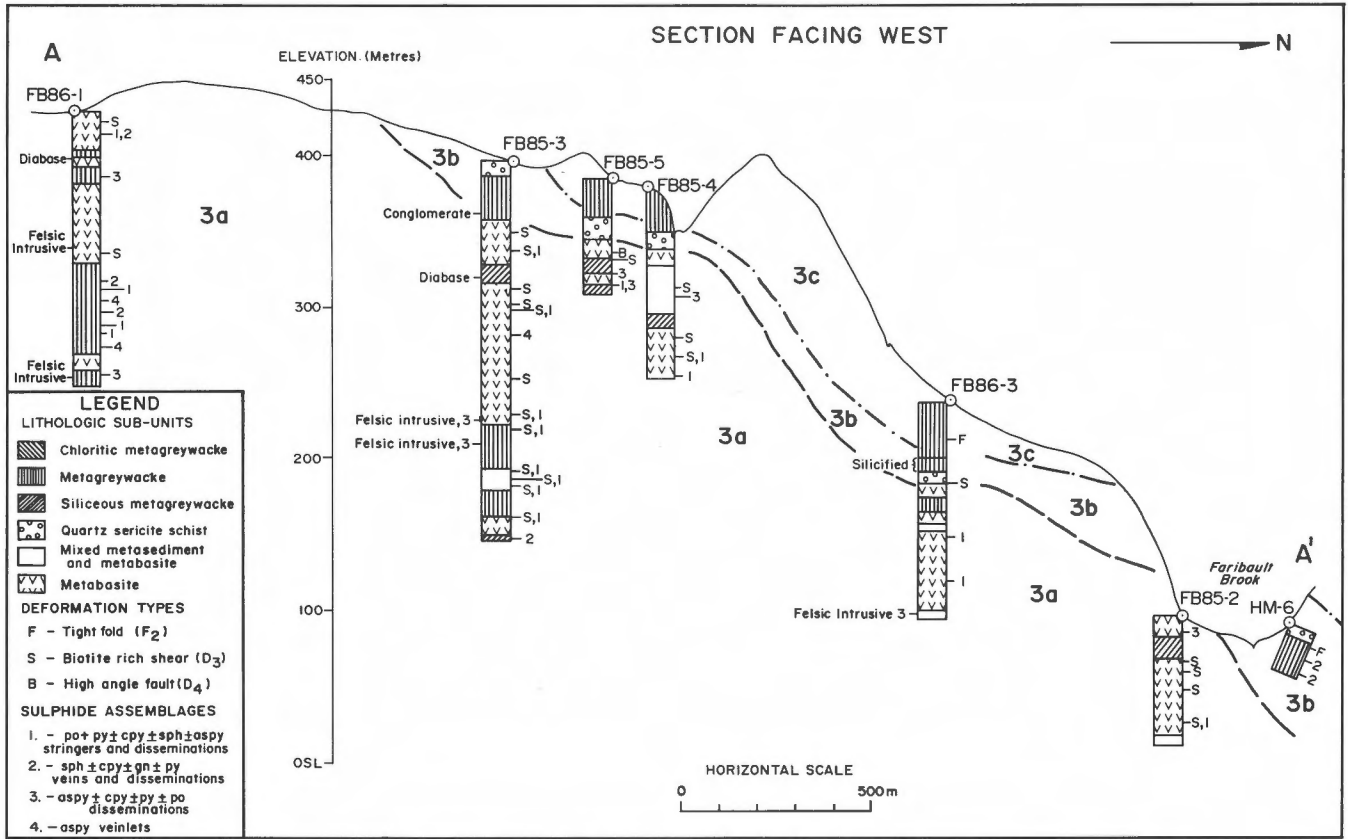 SECTION FACING WEST
N
A
ELEVATION. (Metres)
450
400
300
200
100
OSL
FB86-1
S
1,2
Diabase
3
Felsic
Intrusive
S
2
1
4
2
1
1
4
Felsic
Intrusive
3
3a
3b
FB85-3
Conglomerate
S
S,1
Diabase
S
S
S,1
4
S
S,1
Felsic intrusive,3
S,1
Felsic intrusive,3
S,1
S,1
S,1
S,1
2
FB85-5
B
S
3
1,3
FB85-4
S
3
S
S,1
1
3c
3b
3a
FB86-3
F
Silicified
S
1
1
Felsic Intrusive 3
3c
3b
3a
A'
Faribault
Brook
FB85-2
3
S
S
S
S,1
HM-6
F
2
2
3b
LEGEND
LITHOLOGIC SUB-UNITS
Chloritic metagreywacke
Metagreywacke
Siliceous metagreywacke
Quartz sericite schist
Mixed metasediment
and metabasite
Metabasite
DEFORMATION TYPES
F - Tight fold (F2)
S - Biotite rich shear (D3)
B - High angle fault (D4)
SULPHIDE ASSEMBLAGES
1. - po+ py± cpy ± sph±aspy
stringers and disseminations
2 - sph ±cpy±gn ± py
veins and disseminations
3. - aspy ± cpy ±py ± po
disseminations
4. - aspy veinlets
HORIZONTAL SCALE
0 500m